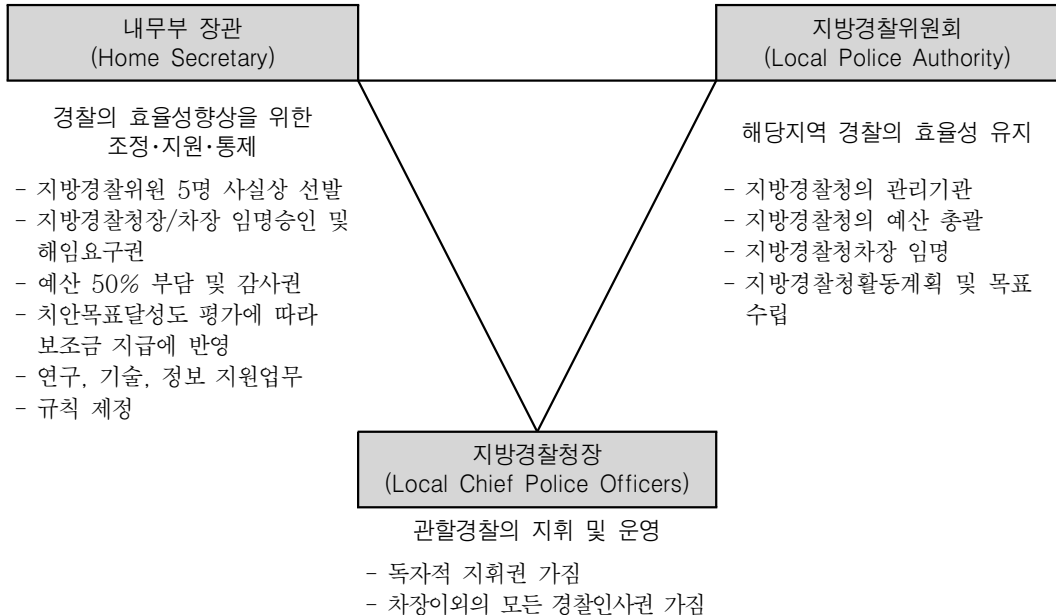 내무부 장관
(Home Secretary)
경찰의 효율성향상을 위한
조정·지원·통제
- 지방경찰위원 5명 사실상 선발
- 지방경찰청장/차장 임명승인 및
해임요구권
- 예산 50% 부담 및 감사권
- 치안목표달성도 평가에 따라
보조금 지급에 반영
- 연구, 기술, 정보 지원업무
- 규칙 제정
지방경찰위원회
(Local Police Authority)
해당지역 경찰의 효율성 유지
- 지방경찰청의 관리기관
- 지방경찰청의 예산 총괄
- 지방경찰청차장 임명
- 지방경찰청활동계획 및 목표
수립
지방경찰청장
(Local Chief Police Officers)
관할경찰의 지휘 및 운영
- 독자적 지휘권 가짐
- 차장이외의 모든 경찰인사권 가짐